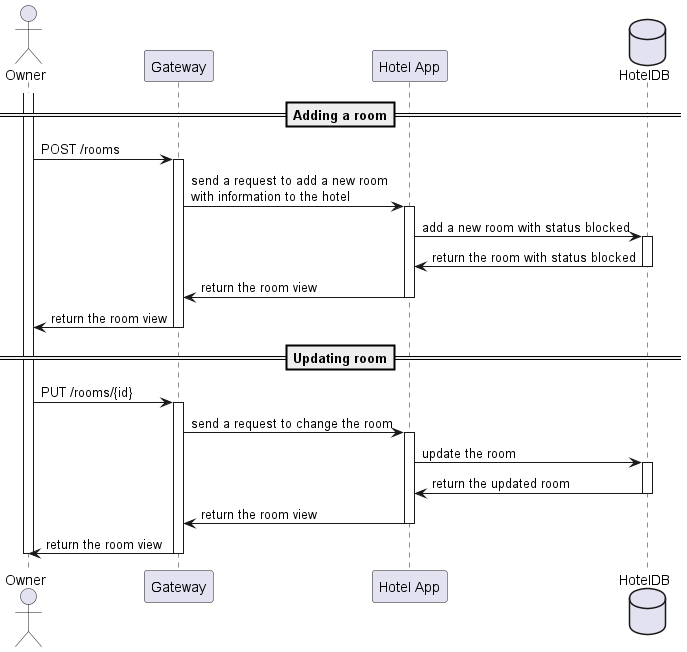 Owner
Gateway
Hotel App
HotelDB
Adding a room
POST /rooms
send a request to add a new room
with information to the hotel
add a new room with status blocked
return the room with status blocked
return the room view
return the room view
Updating room
PUT /rooms/{id}
send a request to change the room
update the room
return the updated room
return the room view
return the room view
Owner
Gateway
Hotel App
HotelDB